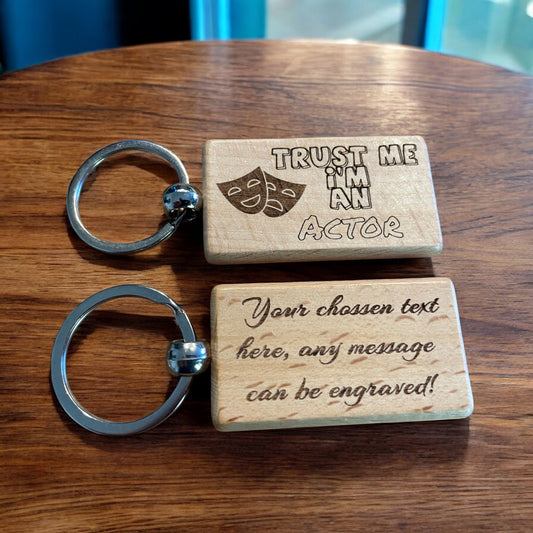 TRUST ME
i'M
AN
ACTOR
Your chossen text
here, any message
can be engraved!